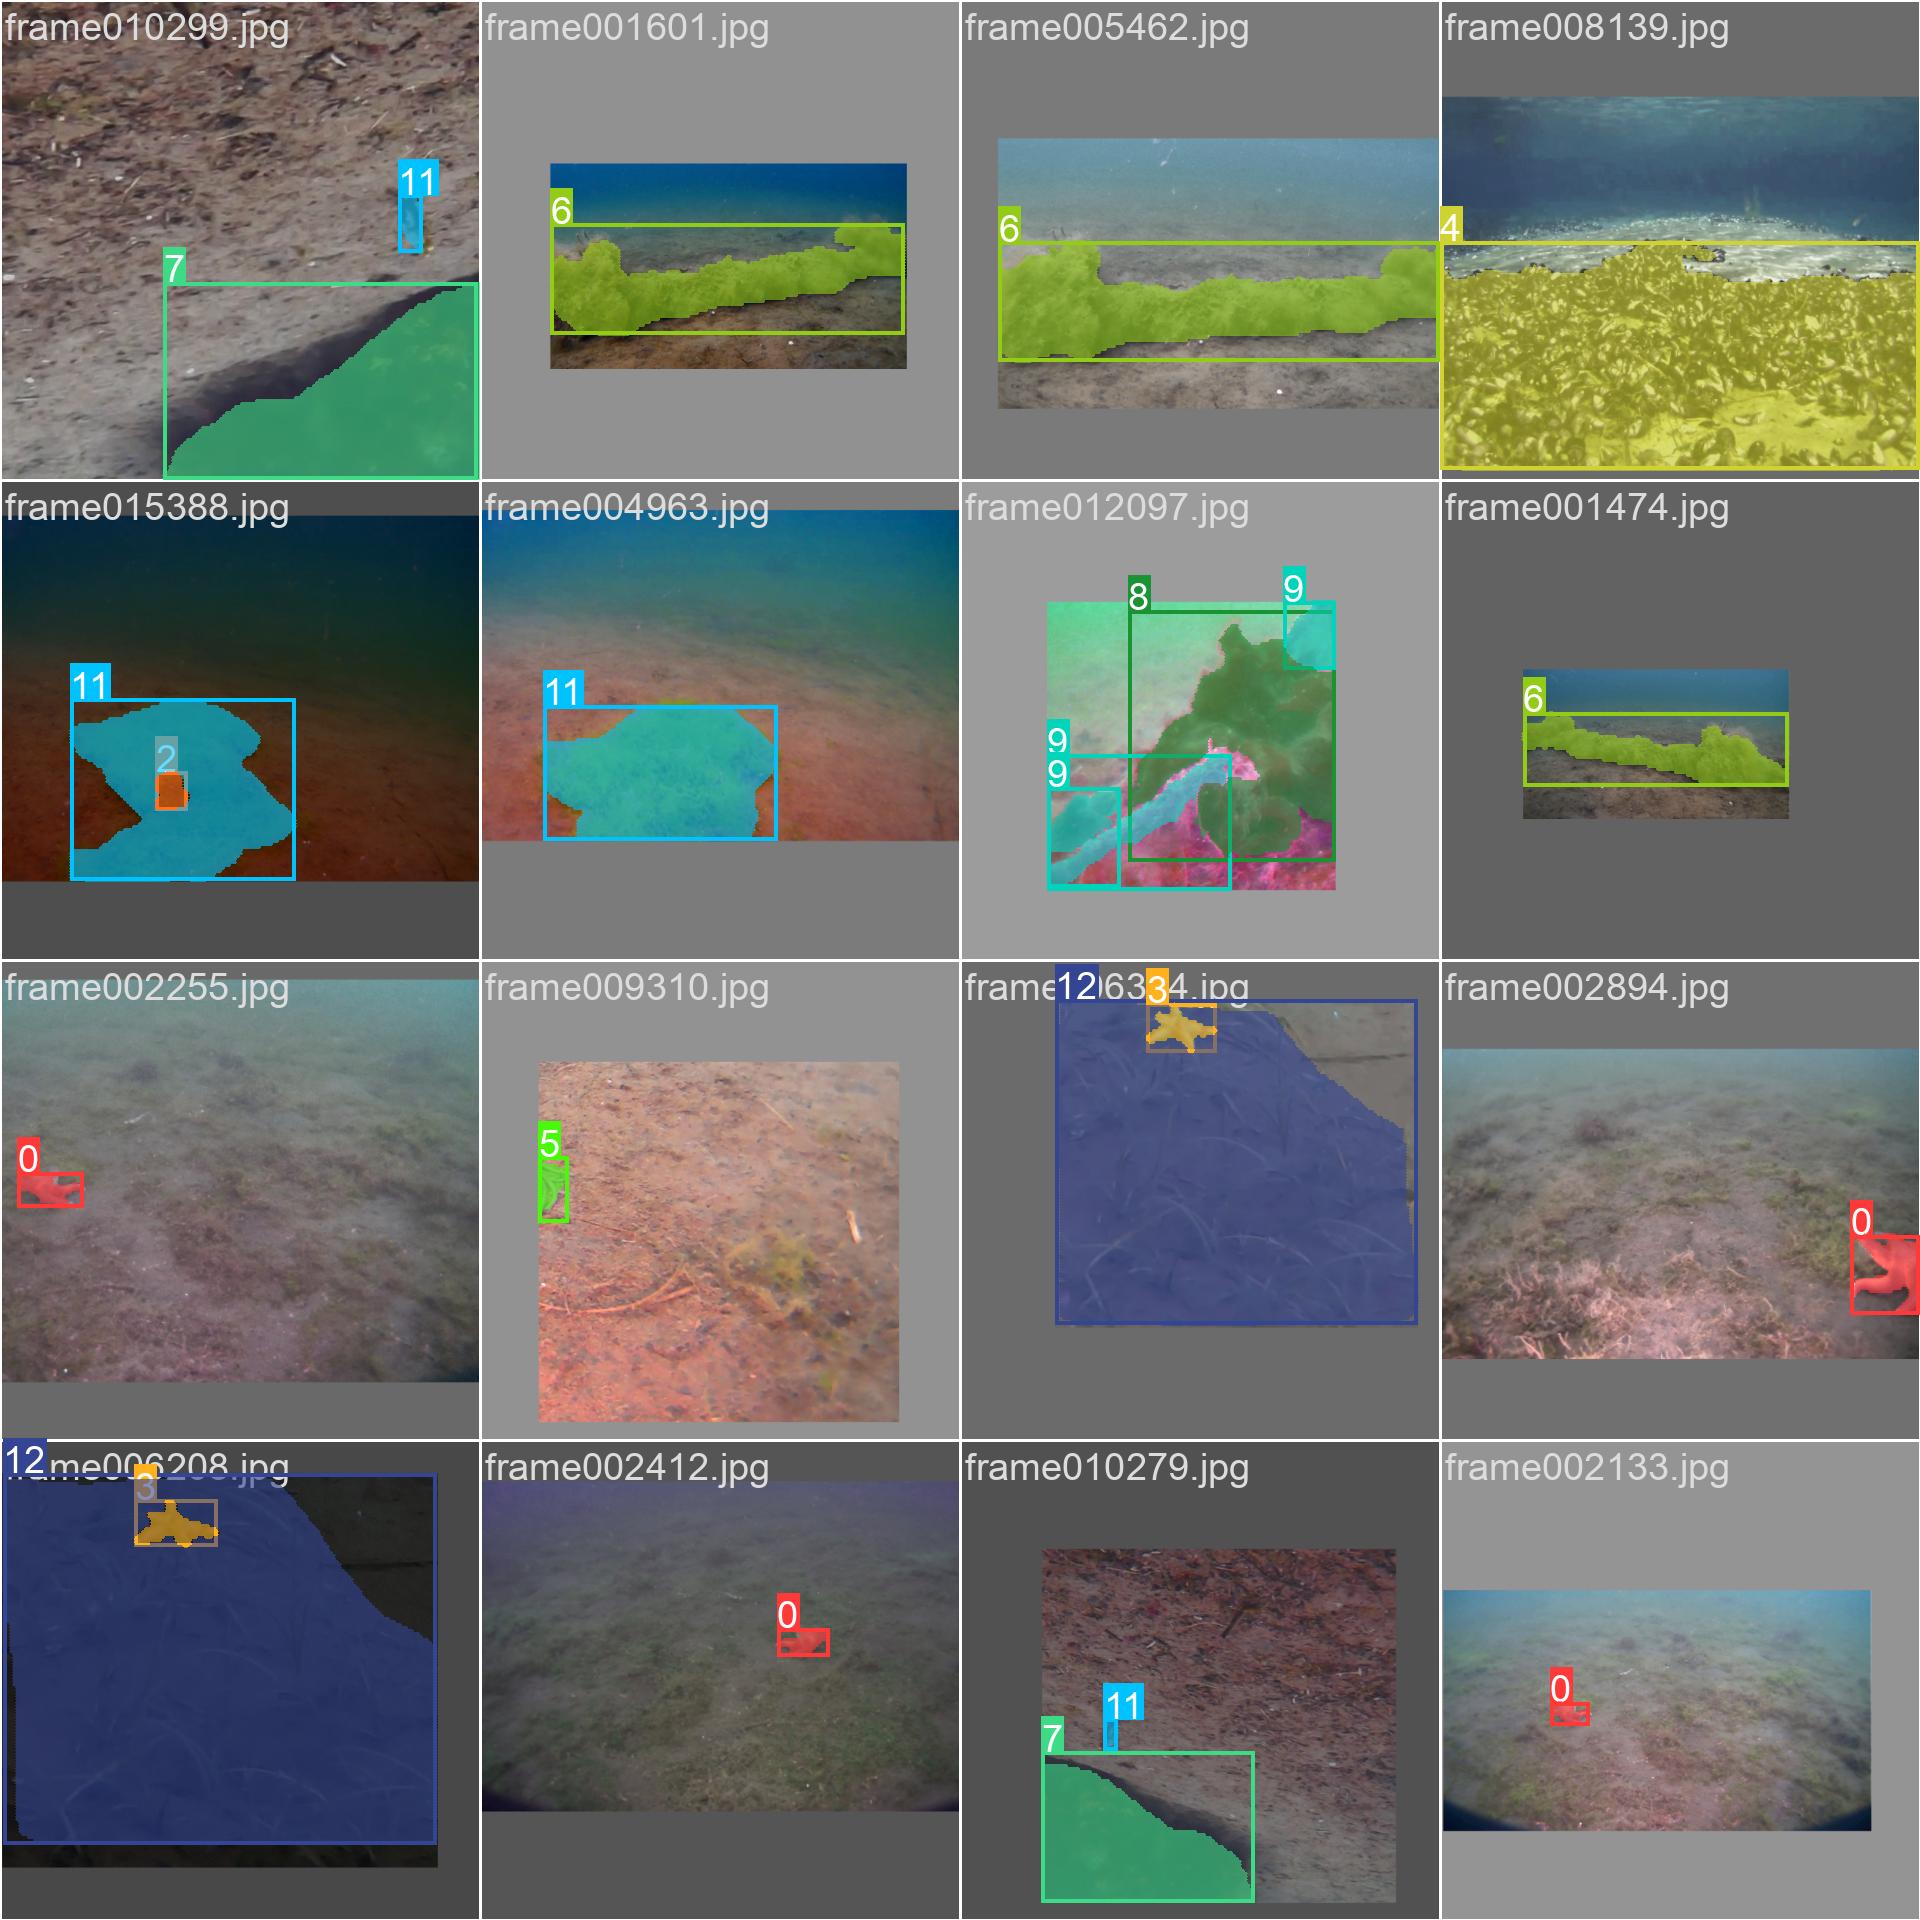 frame010299.jpg
11
7
frame001601.jpg
6
frame005462.jpg
6
frame008139.jpg
4
frame015388.jpg
11
2
frame004963.jpg
11
frame012097.jpg
8
9
9
9
frame001474.jpg
6
frame002255.jpg
0
frame009310.jpg
5
12
3
frame002894.jpg
0
12
3
frame002412.jpg
0
frame010279.jpg
11
7
frame002133.jpg
0